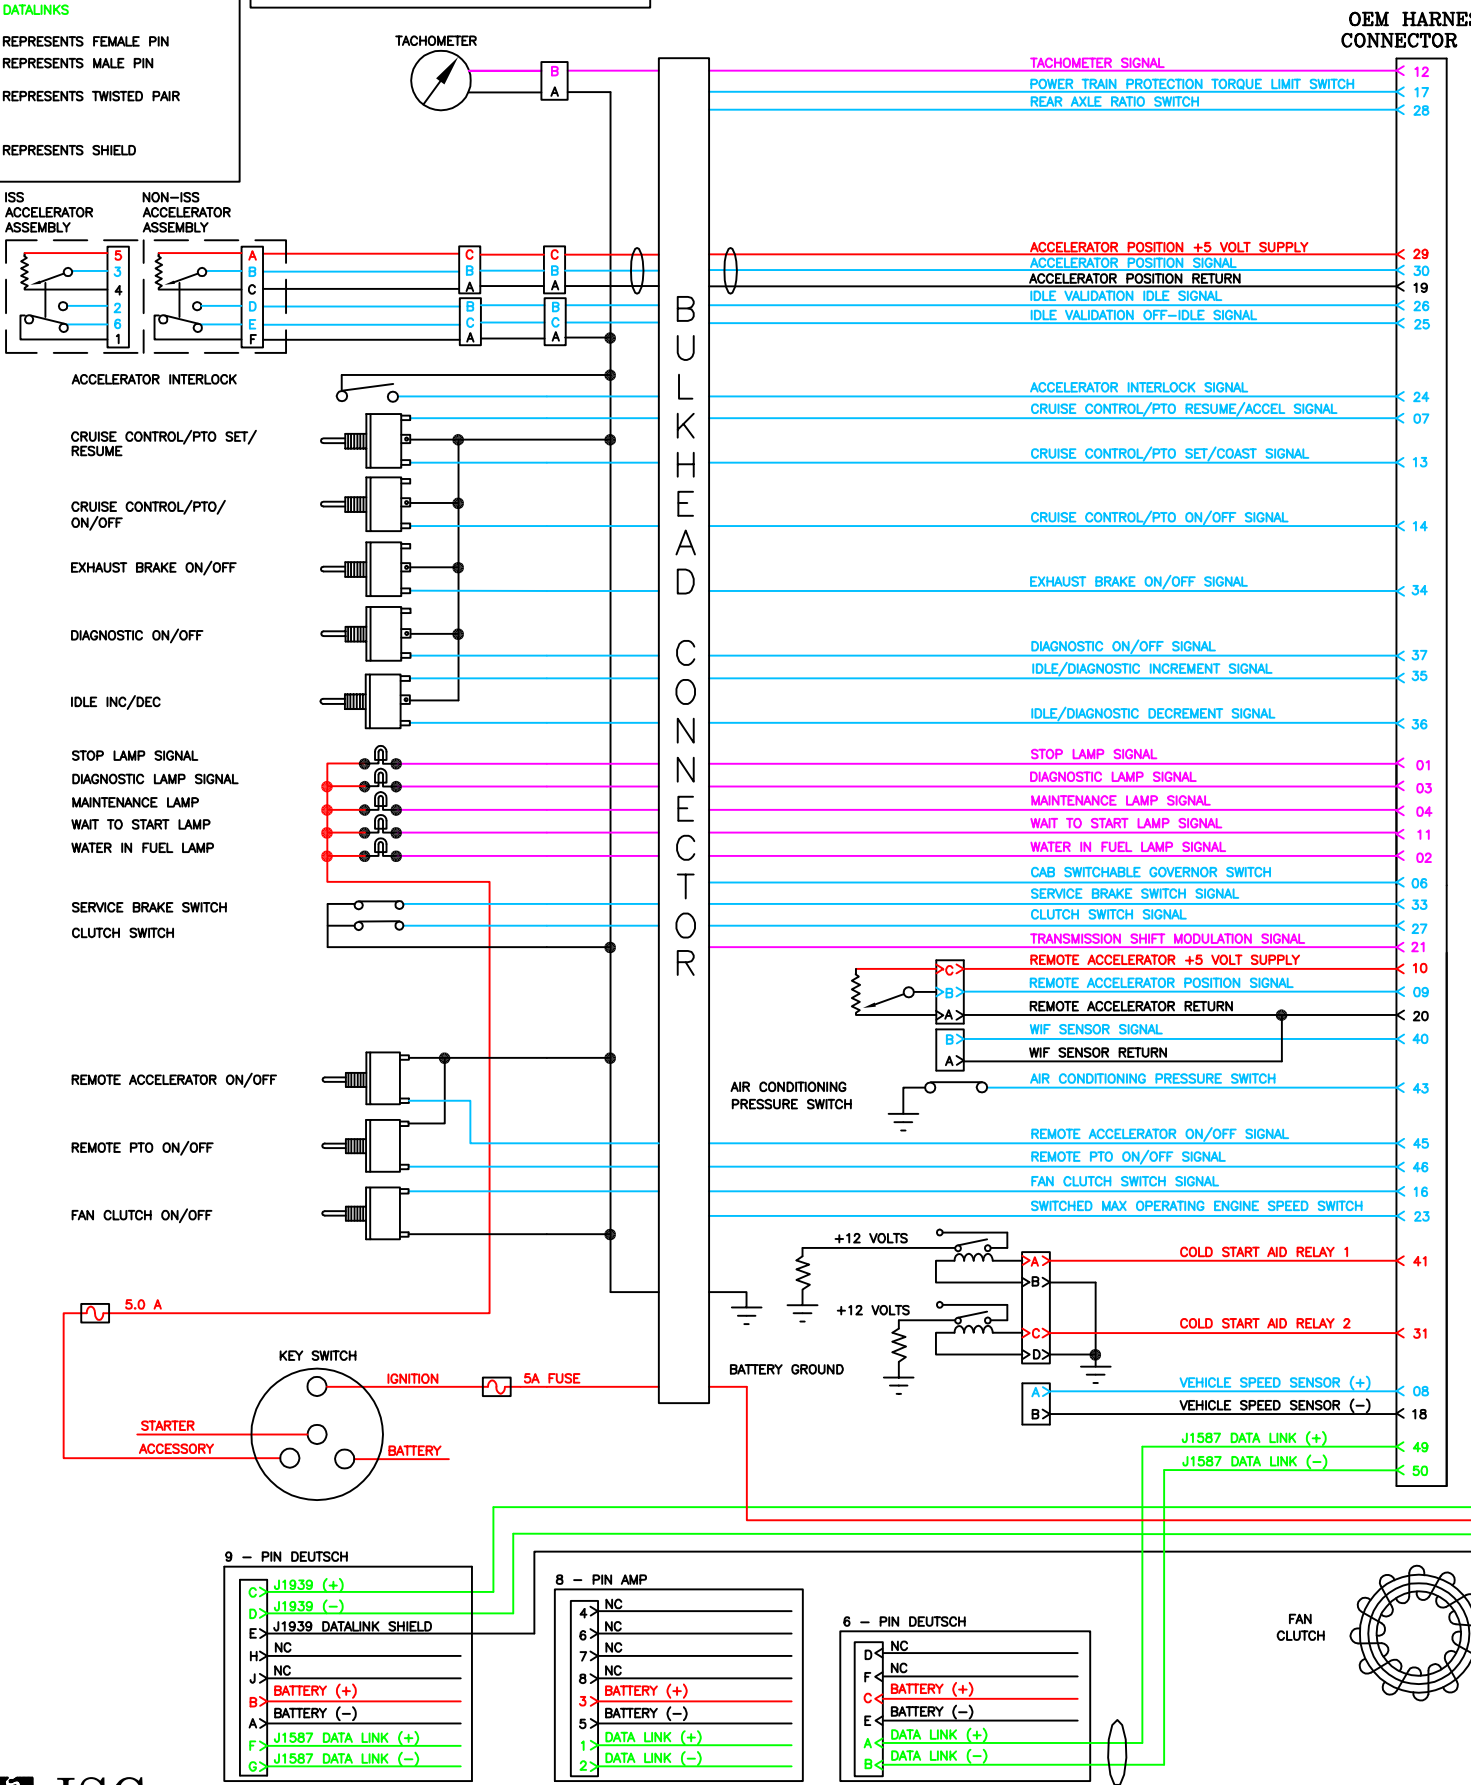 DATALINKS
REPRESENTS FEMALE PIN
REPRESENTS MALE PIN
REPRESENTS TWISTED PAIR
REPRESENTS SHIELD
TACHOMETER
B
A
OEM HARNES
CONNECTOR
TACHOMETER SIGNAL 12
POWER TRAIN PROTECTION TORQUE LIMIT SWITCH 17
REAR AXLE RATIO SWITCH 28
ISS
ACCELERATOR
ASSEMBLY
NON-ISS
ACCELERATOR
ASSEMBLY
5 A C C
3 B B B
4 C A A
2 D B B
6 E C C
1 F A A
ACCELERATOR POSITION +5 VOLT SUPPLY 29
ACCELERATOR POSITION SIGNAL 30
ACCELERATOR POSITION RETURN 19
IDLE VALIDATION IDLE SIGNAL 26
IDLE VALIDATION OFF-IDLE SIGNAL 25
BULKHEAD CONNECTOR
ACCELERATOR INTERLOCK
ACCELERATOR INTERLOCK SIGNAL 24
CRUISE CONTROL/PTO RESUME/ACCEL SIGNAL 07
CRUISE CONTROL/PTO SET/
RESUME
CRUISE CONTROL/PTO SET/COAST SIGNAL 13
CRUISE CONTROL/PTO/
ON/OFF
CRUISE CONTROL/PTO ON/OFF SIGNAL 14
EXHAUST BRAKE ON/OFF
EXHAUST BRAKE ON/OFF SIGNAL 34
DIAGNOSTIC ON/OFF
DIAGNOSTIC ON/OFF SIGNAL 37
IDLE/DIAGNOSTIC INCREMENT SIGNAL 35
IDLE INC/DEC
IDLE/DIAGNOSTIC DECREMENT SIGNAL 36
STOP LAMP SIGNAL
STOP LAMP SIGNAL 01
DIAGNOSTIC LAMP SIGNAL
DIAGNOSTIC LAMP SIGNAL 03
MAINTENANCE LAMP
MAINTENANCE LAMP SIGNAL 04
WAIT TO START LAMP
WAIT TO START LAMP SIGNAL 11
WATER IN FUEL LAMP
WATER IN FUEL LAMP SIGNAL 02
CAB SWITCHABLE GOVERNOR SWITCH 06
SERVICE BRAKE SWITCH
SERVICE BRAKE SWITCH SIGNAL 33
CLUTCH SWITCH
CLUTCH SWITCH SIGNAL 27
TRANSMISSION SHIFT MODULATION SIGNAL 21
C REMOTE ACCELERATOR +5 VOLT SUPPLY 10
B REMOTE ACCELERATOR POSITION SIGNAL 09
A REMOTE ACCELERATOR RETURN 20
B WIF SENSOR SIGNAL 40
A WIF SENSOR RETURN
REMOTE ACCELERATOR ON/OFF
AIR CONDITIONING
PRESSURE SWITCH
AIR CONDITIONING PRESSURE SWITCH 43
REMOTE ACCELERATOR ON/OFF SIGNAL 45
REMOTE PTO ON/OFF
REMOTE PTO ON/OFF SIGNAL 46
FAN CLUTCH SWITCH SIGNAL 16
FAN CLUTCH ON/OFF
SWITCHED MAX OPERATING ENGINE SPEED SWITCH 23
+12 VOLTS
A COLD START AID RELAY 1 41
B
+12 VOLTS
C COLD START AID RELAY 2 31
D
5.0 A
KEY SWITCH
IGNITION
5A FUSE
BATTERY GROUND
STARTER
ACCESSORY
BATTERY
A VEHICLE SPEED SENSOR (+) 08
B VEHICLE SPEED SENSOR (-) 18
J1587 DATA LINK (+) 49
J1587 DATA LINK (-) 50
9 - PIN DEUTSCH
C J1939 (+)
D J1939 (-)
E J1939 DATALINK SHIELD
H NC
J NC
B BATTERY (+)
A BATTERY (-)
F J1587 DATA LINK (+)
G J1587 DATA LINK (-)
8 - PIN AMP
4 NC
6 NC
7 NC
8 NC
3 BATTERY (+)
5 BATTERY (-)
1 DATA LINK (+)
2 DATA LINK (-)
6 - PIN DEUTSCH
D NC
F NC
C BATTERY (+)
E BATTERY (-)
A DATA LINK (+)
B DATA LINK (-)
FAN
CLUTCH